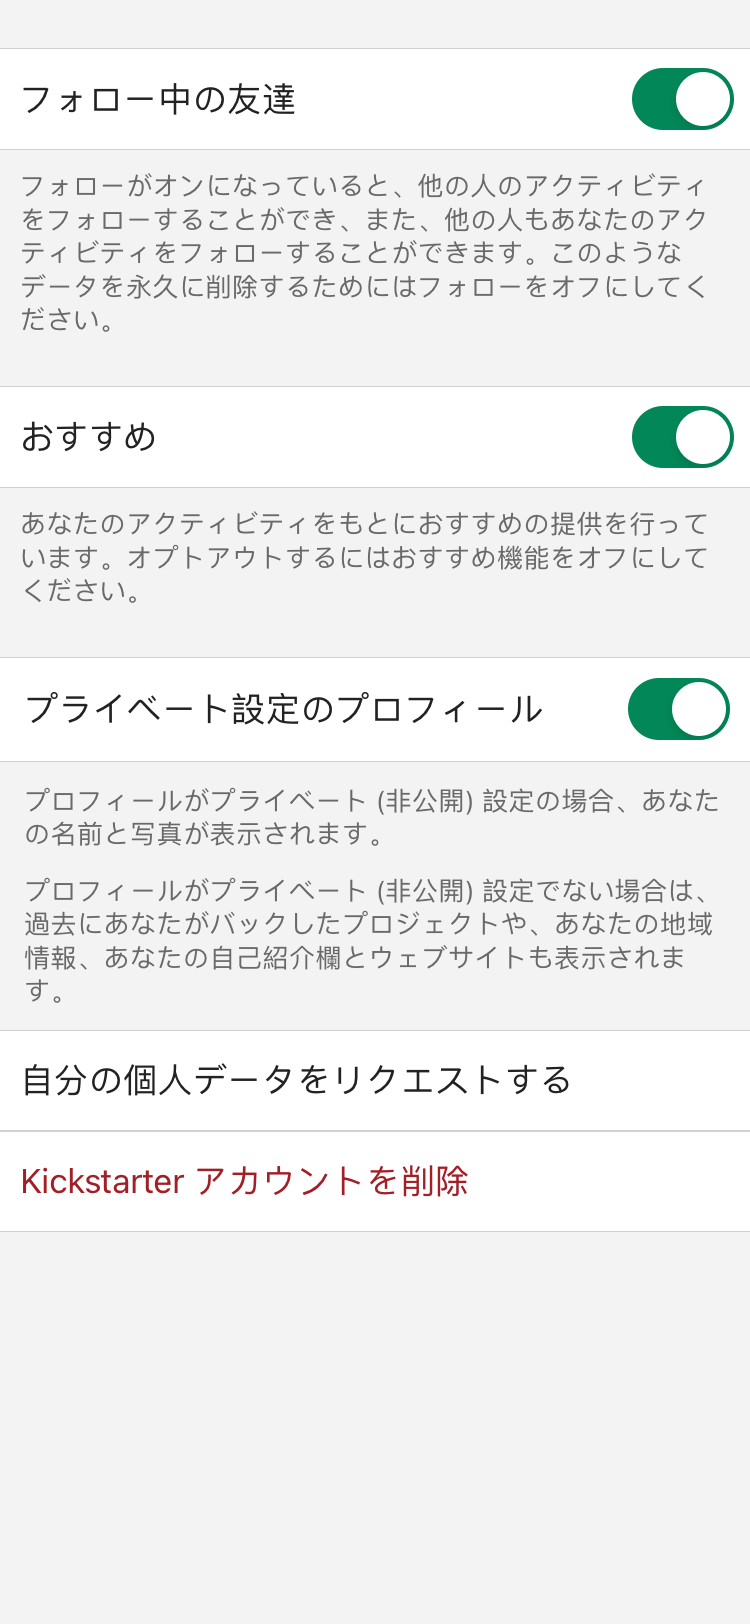 フォロー中の友達
フォローがオンになっていると、他の人のアクティビティ
をフォローすることができ、また、他の人もあなたのアク
ティビティをフォローすることができます。このような
データを永久に削除するためにはフォローをオフにしてく
ださい。
おすすめ
あなたのアクティビティをもとにおすすめの提供を行って
います。オプトアウトするにはおすすめ機能をオフにして
ください。
プライベート設定のプロフィール
プロフィールがプライベート (非公開) 設定の場合、あなた
の名前と写真が表示されます。
プロフィールがプライベート (非公開) 設定でない場合は、
過去にあなたがバックしたプロジェクトや、あなたの地域
情報、あなたの自己紹介欄とウェブサイトも表示されま
す。
自分の個人データをリクエストする
Kickstarter アカウントを削除